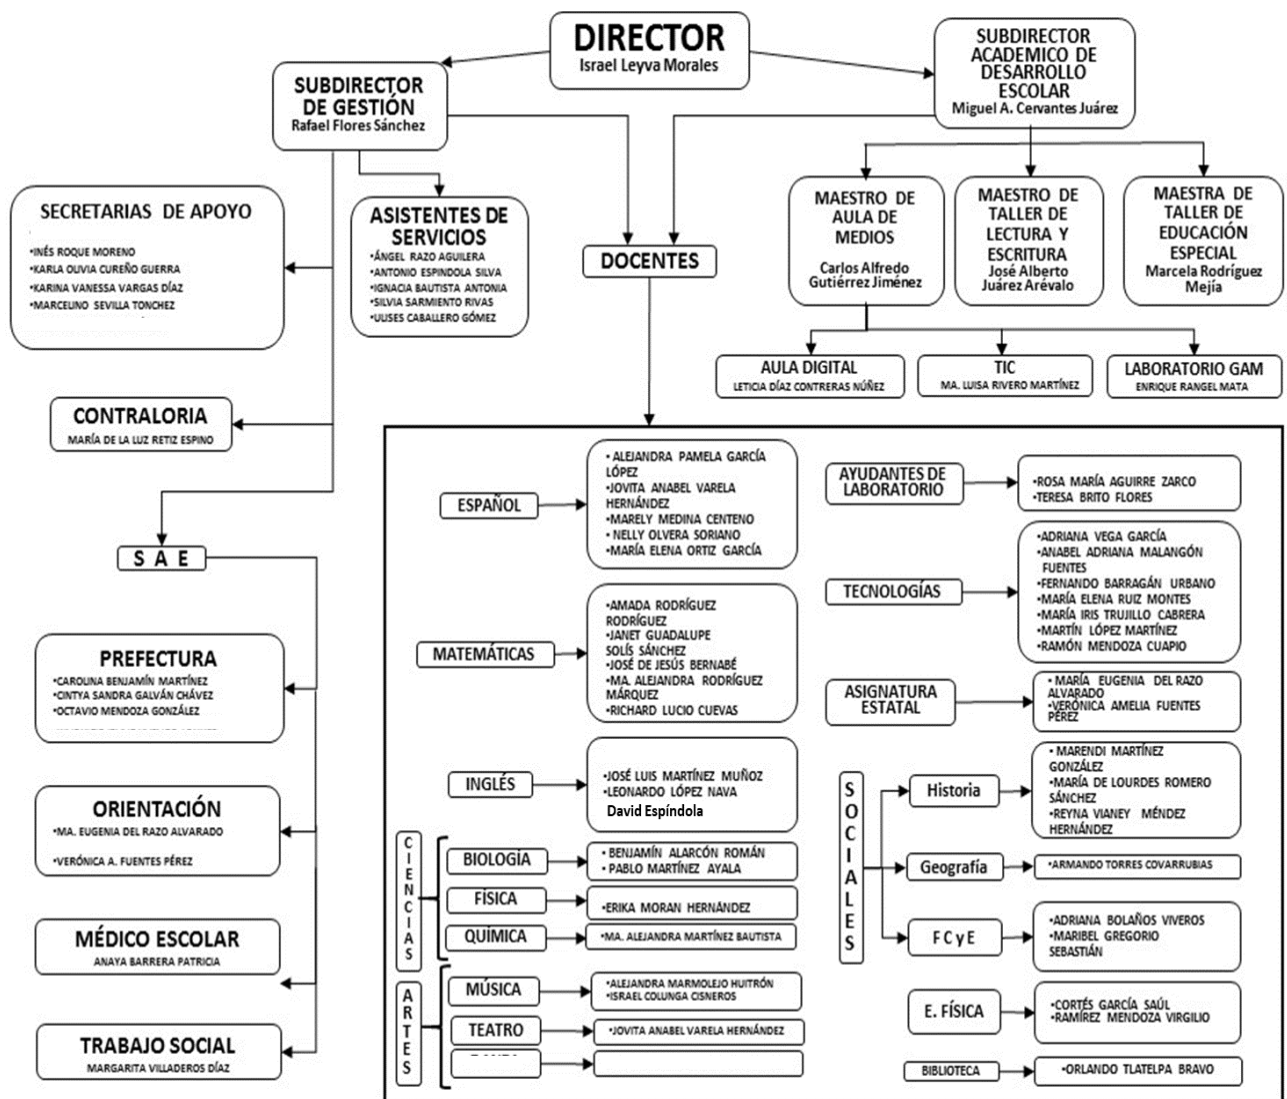 DIRECTOR
Israel Leyva Morales
SUBDIRECTOR
DE GESTIÓN
Rafael Flores Sánchez
SUBDIRECTOR
ACADEMICO DE
DESARROLLO
ESCOLAR
Miguel A. Cervantes Juárez
SECRETARIAS DE APOYO
•INÉS ROQUE MORENO
•KARLA OLIVIA CUREÑO GUERRA
•KARINA VANESSA VARGAS DÍAZ
•MARCELINO SEVILLA TONCHEZ
ASISTENTES DE
SERVICIOS
•ÁNGEL RAZO AGUILERA
•ANTONIO ESPINDOLA SILVA
•IGNACIA BAUTISTA ANTONIA
•SILVIA SARMIENTO RIVAS
•ULISES CABALLERO GÓMEZ
DOCENTES
MAESTRO DE
AULA DE
MEDIOS
Carlos Alfredo
Gutiérrez Jiménez
MAESTRO DE
TALLER DE
LECTURA Y
ESCRITURA
José Alberto
Juárez Arévalo
MAESTRA DE
TALLER DE
EDUCACIÓN
ESPECIAL
Marcela Rodríguez
Mejía
AULA DIGITAL
LETICIA DÍAZ CONTRERAS NÚÑEZ
TIC
MA. LUISA RIVERO MARTÍNEZ
LABORATORIO GAM
ENRIQUE RANGEL MATA
CONTRALORIA
MARÍA DE LA LUZ RETIZ ESPINO
S A E
PREFECTURA
•CAROLINA BENJAMÍN MARTÍNEZ
•CINTYA SANDRA GALVÁN CHÁVEZ
•OCTAVIO MENDOZA GONZÁLEZ
ORIENTACIÓN
•MA. EUGENIA DEL RAZO ALVARADO
•VERÓNICA A. FUENTES PÉREZ
MÉDICO ESCOLAR
ANAYA BARRERA PATRICIA
TRABAJO SOCIAL
MARGARITA VILLADEROS DÍAZ
ESPAÑOL
• ALEJANDRA PAMELA GARCÍA
LÓPEZ
•JOVITA ANABEL VARELA
HERNÁNDEZ
•MARELY MEDINA CENTENO
• NELLY OLVERA SORIANO
•MARÍA ELENA ORTIZ GARCÍA
MATEMÁTICAS
•AMADA RODRÍGUEZ
RODRÍGUEZ
•JANET GUADALUPE
SOLÍS SÁNCHEZ
•JOSÉ DE JESÚS BERNABÉ
•MA. ALEJANDRA RODRÍGUEZ
MÁRQUEZ
•RICHARD LUCIO CUEVAS
INGLÉS
•JOSÉ LUIS MARTÍNEZ MUÑOZ
•LEONARDO LÓPEZ NAVA
David Espíndola
CIENCIAS
BIOLOGÍA
• BENJAMÍN ALARCÓN ROMÁN
• PABLO MARTÍNEZ AYALA
FÍSICA
•ERIKA MORAN HERNÁNDEZ
QUÍMICA
•MA. ALEJANDRA MARTÍNEZ BAUTISTA
ARTES
MÚSICA
•ALEJANDRA MARMOLEJO HUITRÓN
•ISRAEL COLUNGA CISNEROS
TEATRO
•JOVITA ANABEL VARELA HERNÁNDEZ
AYUDANTES DE
LABORATORIO
•ROSA MARÍA AGUIRRE ZARCO
•TERESA BRITO FLORES
TECNOLOGÍAS
•ADRIANA VEGA GARCÍA
•ANABEL ADRIANA MALANGÓN
FUENTES
•FERNANDO BARRAGÁN URBANO
•MARÍA ELENA RUIZ MONTES
•MARÍA IRIS TRUJILLO CABRERA
•MARTÍN LÓPEZ MARTÍNEZ
•RAMÓN MENDOZA CUAPIO
ASIGNATURA
ESTATAL
• MARÍA EUGENIA DEL RAZO
ALVARADO
•VERÓNICA AMELIA FUENTES
PÉREZ
SOCIALES
Historia
• MARENDI MARTÍNEZ
GONZÁLEZ
•MARÍA DE LOURDES ROMERO
SÁNCHEZ
•REYNA VIANEY MÉNDEZ
HERNÁNDEZ
Geografía
•ARMANDO TORRES COVARRUBIAS
F C y E
•ADRIANA BOLAÑOS VIVEROS
•MARIBEL GREGORIO
SEBASTIÁN
E. FÍSICA
•CORTÉS GARCÍA SAÚL
•RAMÍREZ MENDOZA VIRGILIO
BIBLIOTECA
•ORLANDO TLATELPA BRAVO